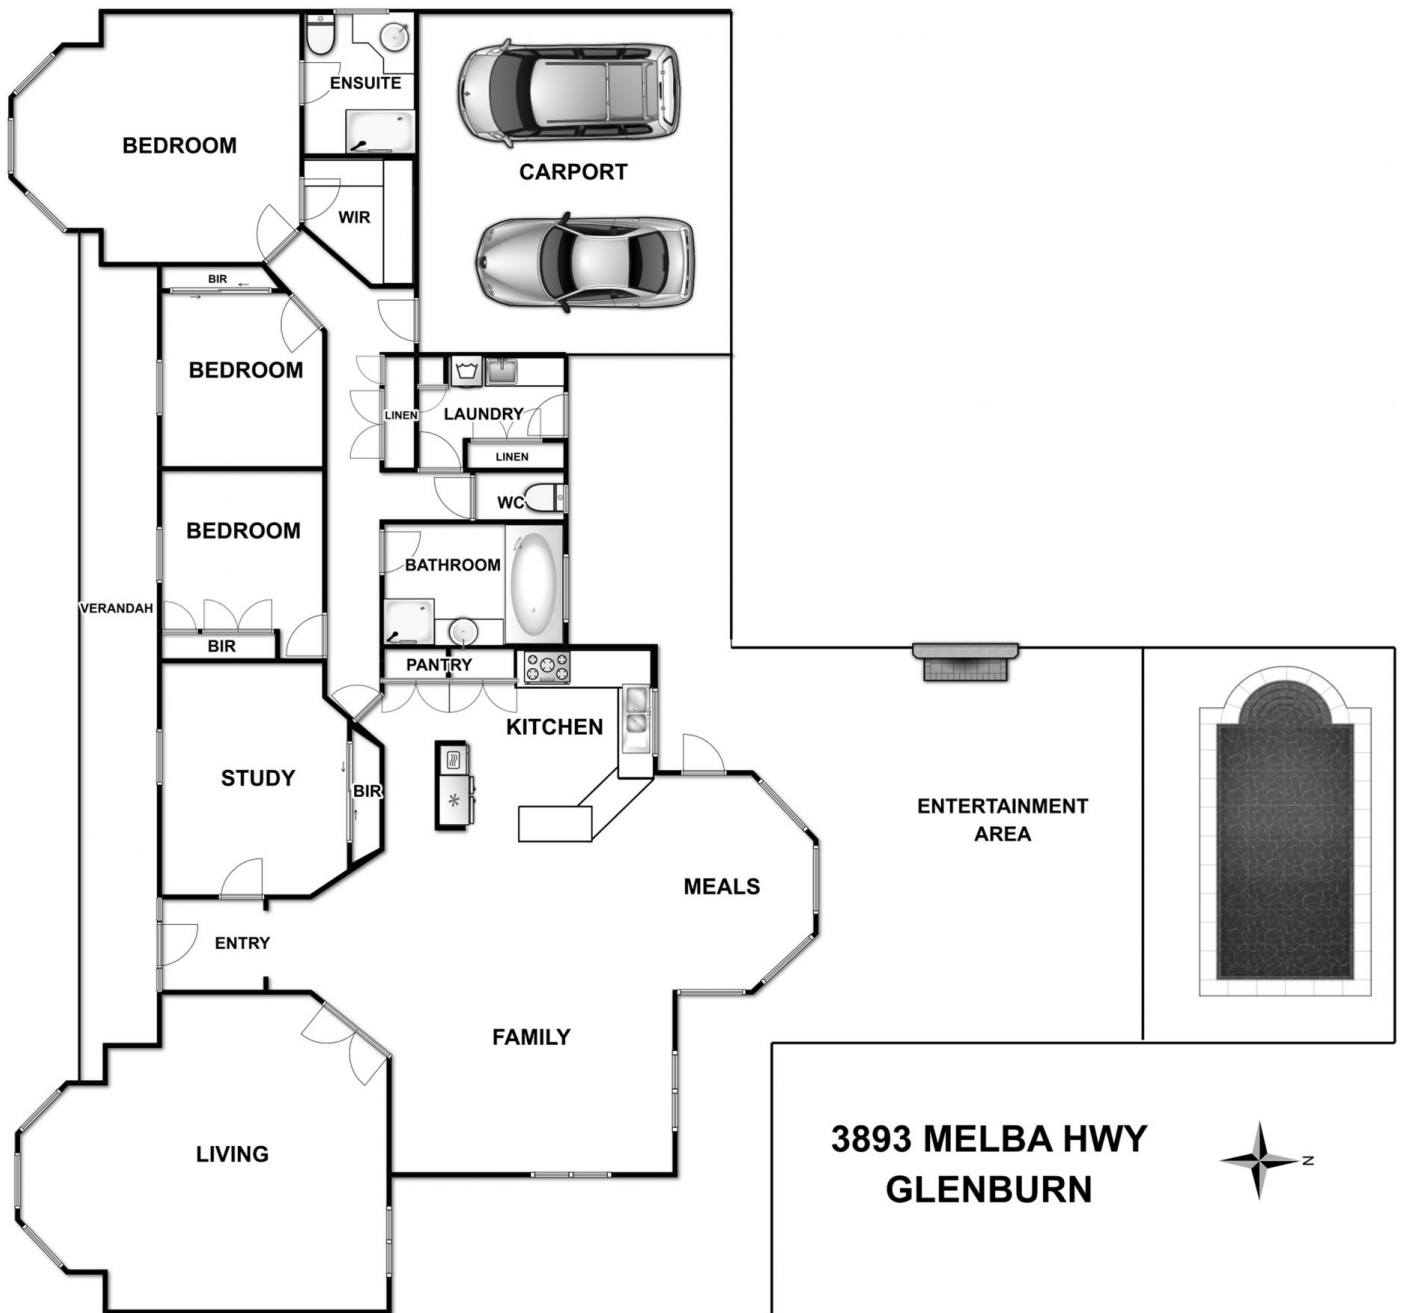 ENSUITE
BEDROOM
CARPORT
WIR
BIR
BEDROOM
LINEN
LAUNDRY
LINEN
WC
BEDROOM
BATHROOM
VERANDAH
BIR
PANTRY
KITCHEN
STUDY
BIR
ENTERTAINMENT
AREA
MEALS
ENTRY
FAMILY
LIVING
3893 MELBA HWY
GLENBURN
N